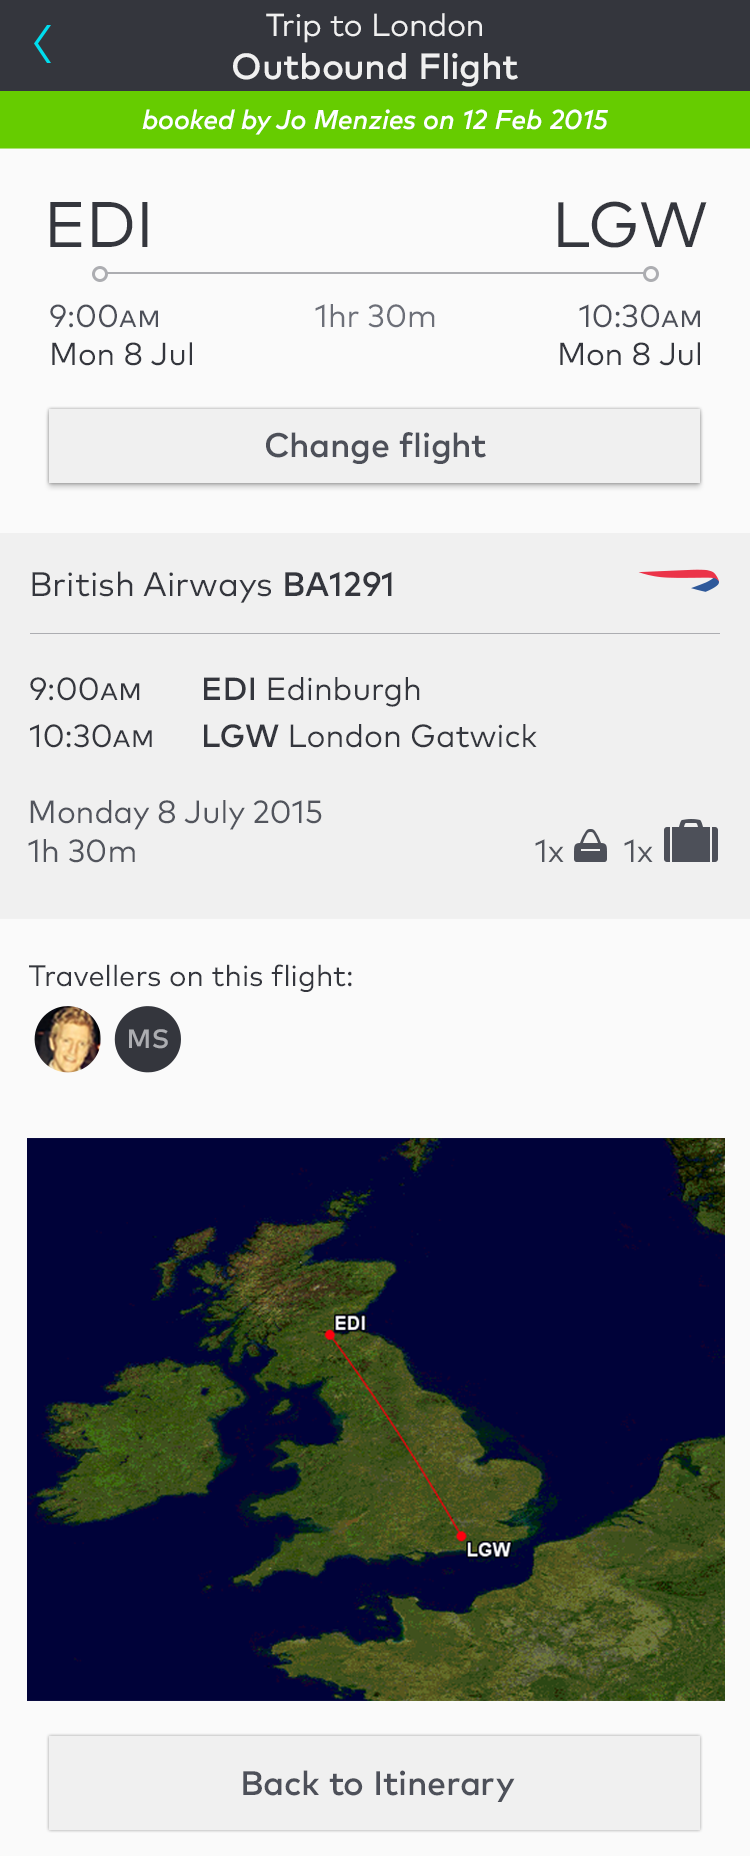 Trip to London
Outbound Flight
booked by Jo Menzies on 12 Feb 2015
EDI LGW
9:00AM 1hr 30m 10:30AM
Mon 8 Jul Mon 8 Jul
Change flight
British Airways BA1291
9:00AM EDI Edinburgh
10:30AM LGW London Gatwick
Monday 8 July 2015
1h 30m 1x 1x
Travellers on this flight:
MS
EDI
LGW
Back to Itinerary